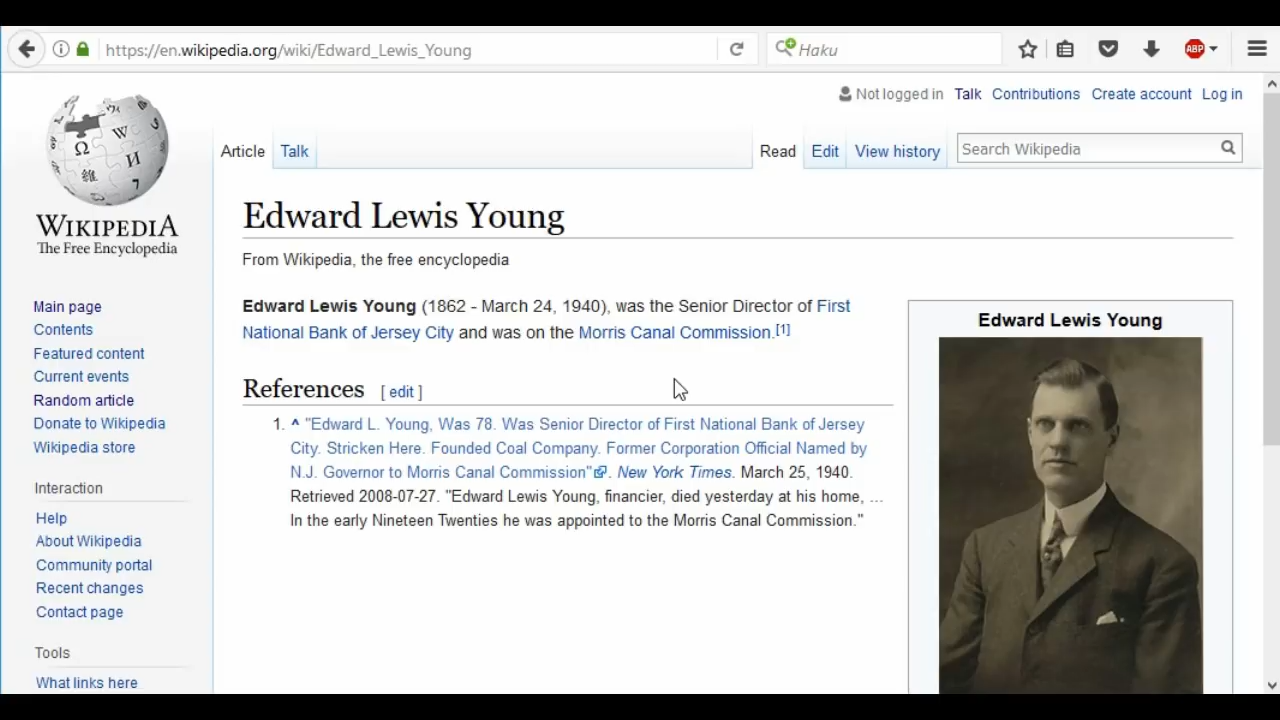 https://en.wikipedia.org/wiki/Edward_Lewis_Young
Haku
ABP
Not logged in Talk Contributions Create account Log in
Article Talk Read Edit View history Search Wikipedia
Ω W И 維 7
WIKIPEDIA
The Free Encyclopedia
Main page
Contents
Featured content
Current events
Random article
Donate to Wikipedia
Wikipedia store
Interaction
Help
About Wikipedia
Community portal
Recent changes
Contact page
Tools
What links here
Edward Lewis Young
From Wikipedia, the free encyclopedia
Edward Lewis Young (1862 - March 24, 1940), was the Senior Director of First
National Bank of Jersey City and was on the Morris Canal Commission.[1]
References [ edit ]
1. ^ "Edward L. Young, Was 78. Was Senior Director of First National Bank of Jersey
City. Stricken Here. Founded Coal Company. Former Corporation Official Named by
N.J. Governor to Morris Canal Commission". New York Times. March 25, 1940.
Retrieved 2008-07-27. "Edward Lewis Young, financier, died yesterday at his home, ...
In the early Nineteen Twenties he was appointed to the Morris Canal Commission."
Edward Lewis Young